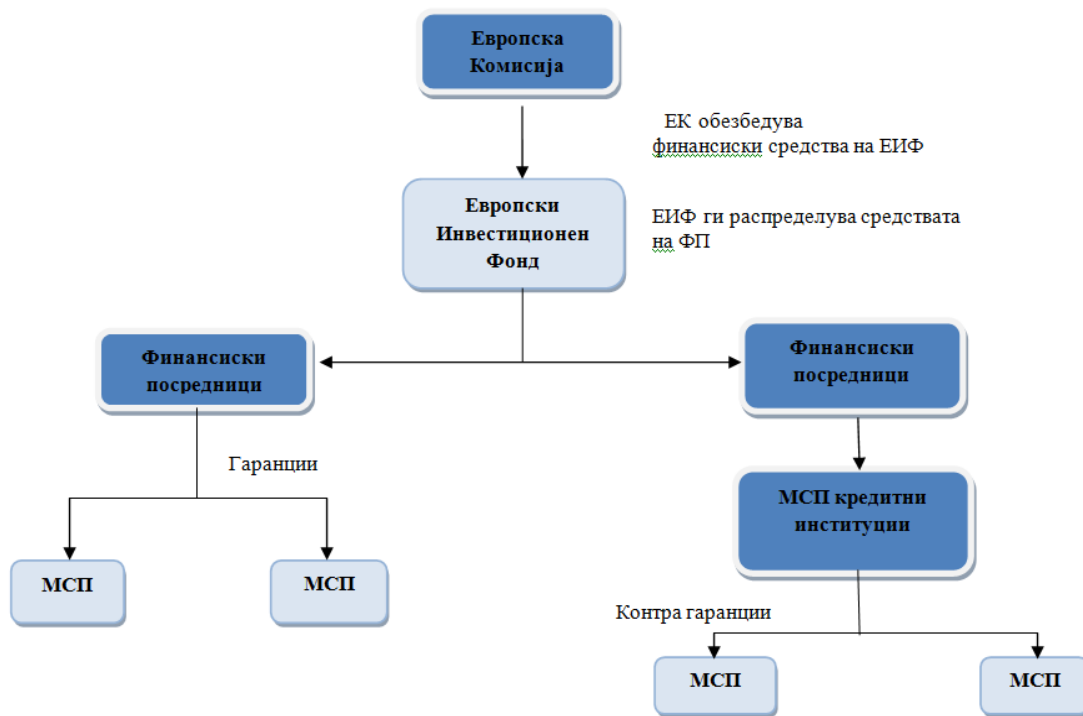 Европска
Комисија
ЕК обезбедува
финансиски средства на ЕИФ
Европски
Инвестиционен
Фонд
ЕИФ ги распределува средствата
на ФП
Финансиски
посредници
Финансиски
посредници
Гаранции
МСП кредитни
институции
МСП
МСП
Контра гаранции
МСП
МСП